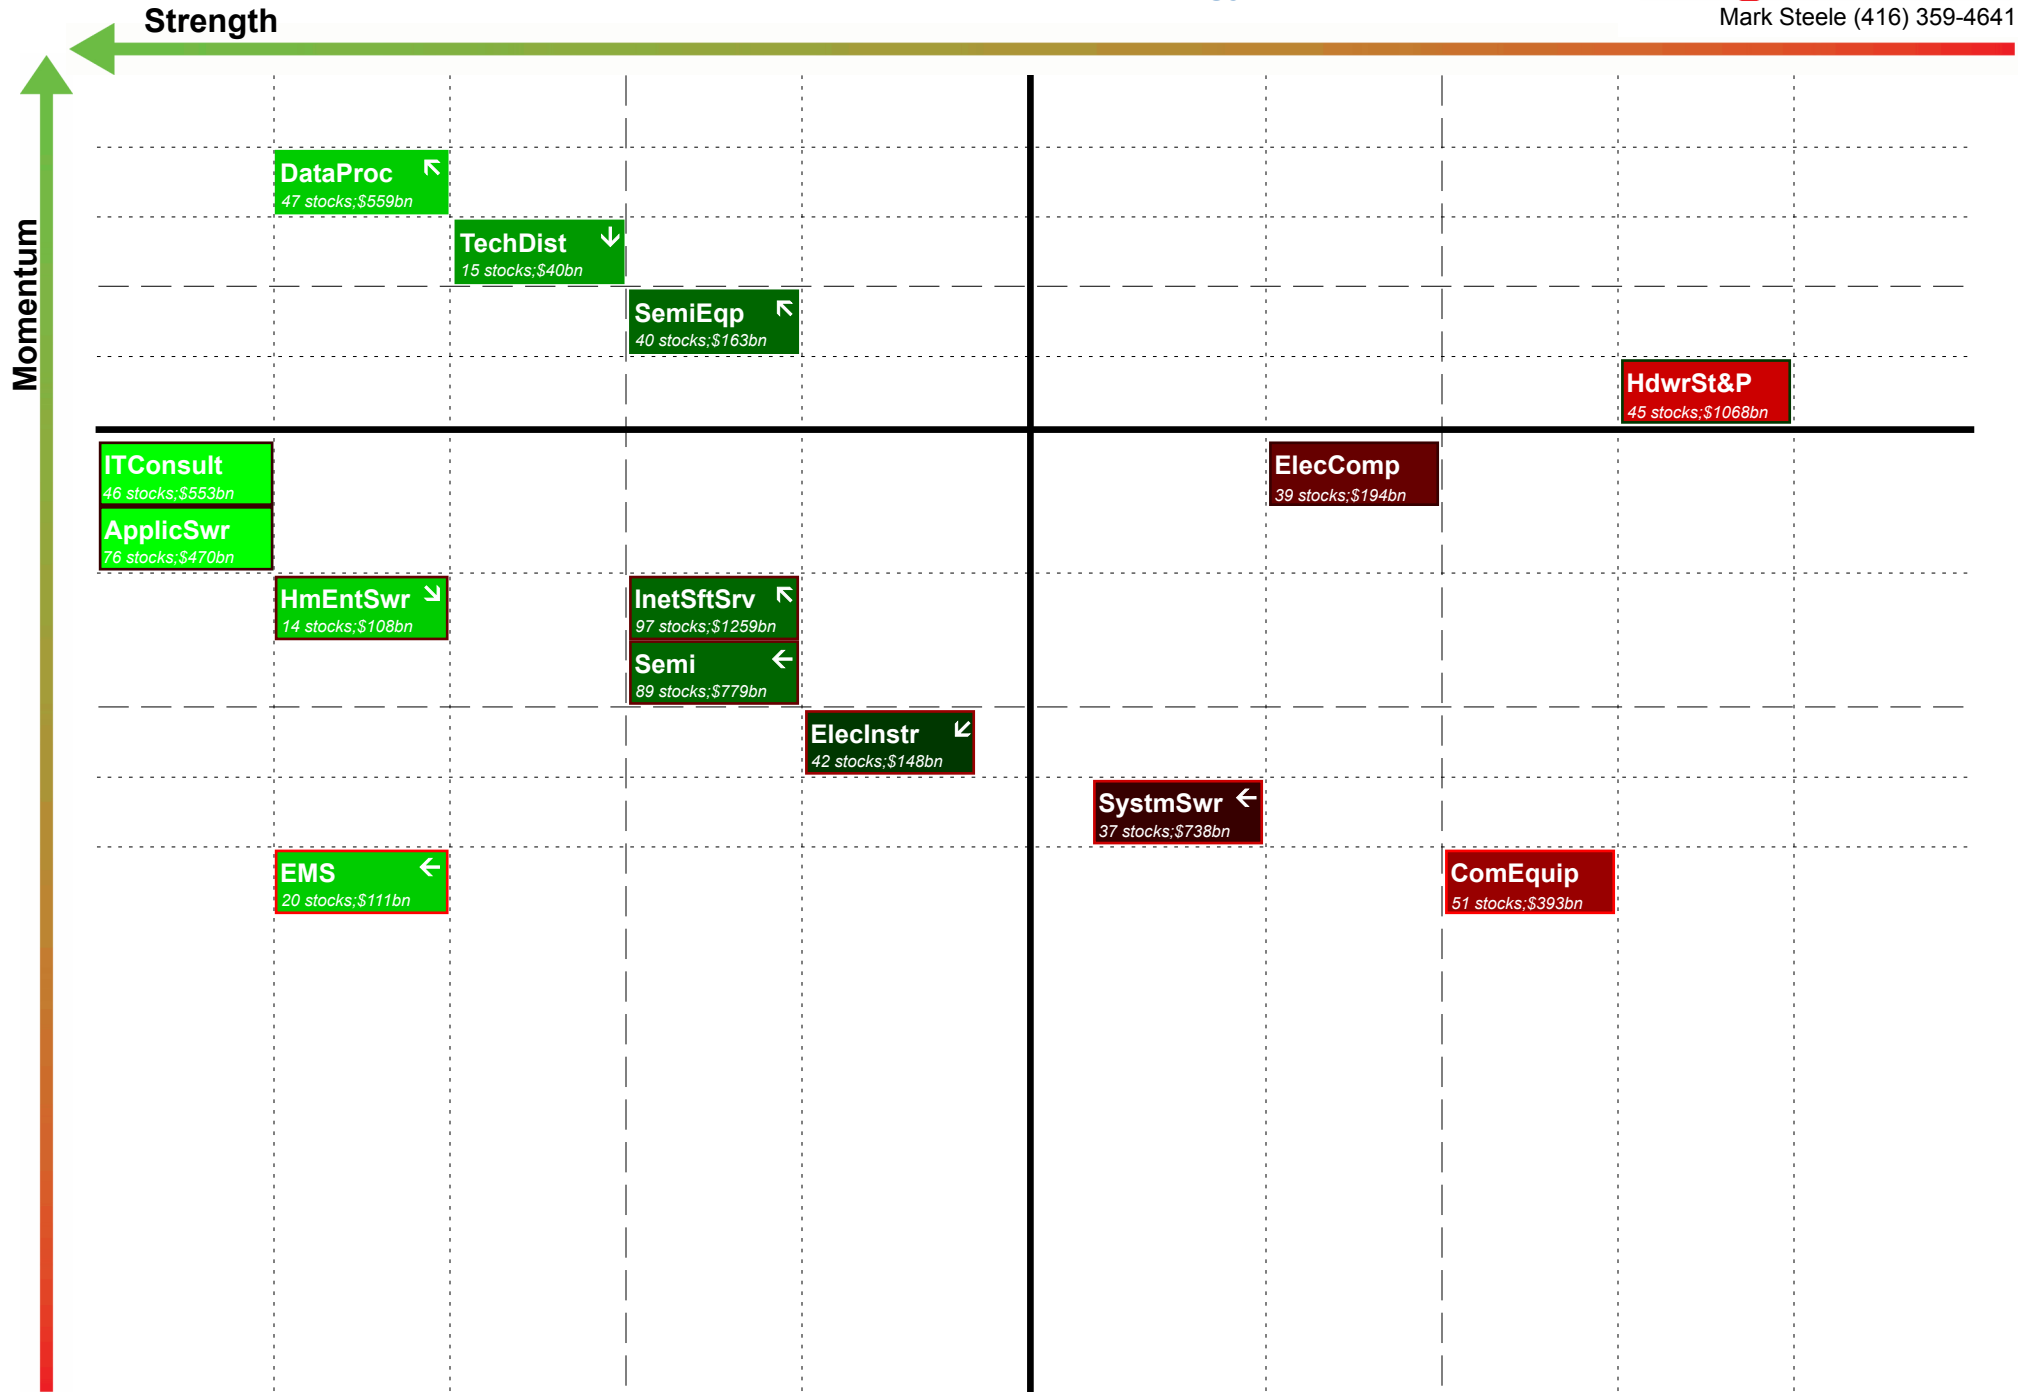 Strength
Mark Steele (416) 359-4641
Momentum
DataProc
47 stocks;$559bn
TechDist
15 stocks;$40bn
SemiEqp
40 stocks;$163bn
HdwrSt&P
45 stocks;$1068bn
ITConsult
46 stocks;$553bn
ElecComp
39 stocks;$194bn
ApplicSwr
76 stocks;$470bn
HmEntSwr
14 stocks;$108bn
InetSftSrv
97 stocks;$1259bn
Semi
89 stocks;$779bn
ElecInstr
42 stocks;$148bn
SystmSwr
37 stocks;$738bn
EMS
20 stocks;$111bn
ComEquip
51 stocks;$393bn